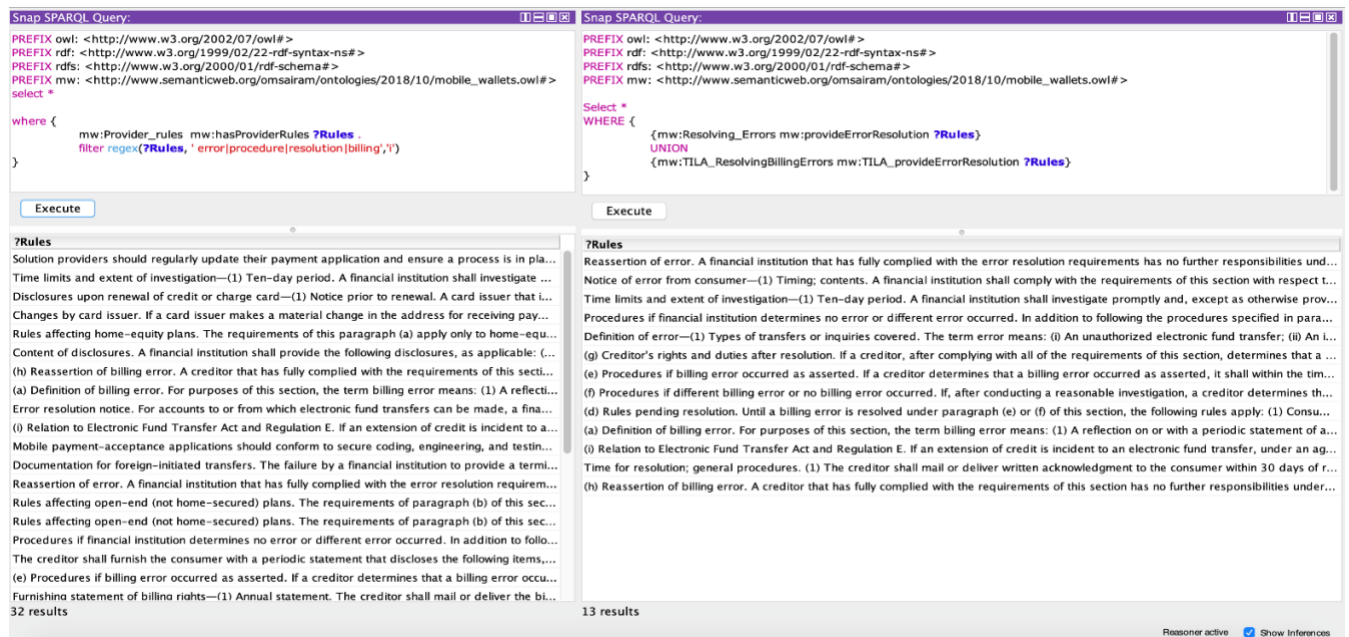 Snap SPARQL Query:
PREFIX owl: <http://www.w3.org/2002/07/owl#>
PREFIX rdf: <http://www.w3.org/1999/02/22-rdf-syntax-ns#>
PREFIX rdfs: <http://www.w3.org/2000/01/rdf-schema#>
PREFIX mw: <http://www.semanticweb.org/omsairam/ontologies/2018/10/mobile_wallets.owl#>
select *
where {
mw:Provider_rules mw:hasProviderRules ?Rules .
filter regex(?Rules, ' error|procedure|resolution|billing','i')
}
Execute
?Rules
Solution providers should regularly update their payment application and ensure a process is in pla...
Time limits and extent of investigation—(1) Ten-day period. A financial institution shall investigate ...
Disclosures upon renewal of credit or charge card—(1) Notice prior to renewal. A card issuer that i...
Changes by card issuer. If a card issuer makes a material change in the address for receiving pay...
Rules affecting home-equity plans. The requirements of this paragraph (a) apply only to home-equ...
Content of disclosures. A financial institution shall provide the following disclosures, as applicable: (...
(h) Reassertion of billing error. A creditor that has fully complied with the requirements of this secti...
(a) Definition of billing error. For purposes of this section, the term billing error means: (1) A reflecti...
Error resolution notice. For accounts to or from which electronic fund transfers can be made, a fina...
(i) Relation to Electronic Fund Transfer Act and Regulation E. If an extension of credit is incident to a...
Mobile payment-acceptance applications should conform to secure coding, engineering, and testin...
Documentation for foreign-initiated transfers. The failure by a financial institution to provide a termi...
Reassertion of error. A financial institution that has fully complied with the error resolution requirem...
Rules affecting open-end (not home-secured) plans. The requirements of paragraph (b) of this sec...
Rules affecting open-end (not home-secured) plans. The requirements of paragraph (b) of this sec...
Procedures if financial institution determines no error or different error occurred. In addition to follo...
The creditor shall furnish the consumer with a periodic statement that discloses the following items,...
(e) Procedures if billing error occurred as asserted. If a creditor determines that a billing error occu...
Furnishing statement of billing rights—(1) Annual statement. The creditor shall mail or deliver the bi...
32 results
Snap SPARQL Query:
PREFIX owl: <http://www.w3.org/2002/07/owl#>
PREFIX rdf: <http://www.w3.org/1999/02/22-rdf-syntax-ns#>
PREFIX rdfs: <http://www.w3.org/2000/01/rdf-schema#>
PREFIX mw: <http://www.semanticweb.org/omsairam/ontologies/2018/10/mobile_wallets.owl#>
Select *
WHERE {
{mw:Resolving_Errors mw:provideErrorResolution ?Rules}
UNION
{mw:TILA_ResolvingBillingErrors mw:TILA_provideErrorResolution ?Rules}
}
Execute
?Rules
Reassertion of error. A financial institution that has fully complied with the error resolution requirements has no further responsibilities und...
Notice of error from consumer—(1) Timing; contents. A financial institution shall comply with the requirements of this section with respect t...
Time limits and extent of investigation—(1) Ten-day period. A financial institution shall investigate promptly and, except as otherwise prov...
Procedures if financial institution determines no error or different error occurred. In addition to following the procedures specified in para...
Definition of error—(1) Types of transfers or inquiries covered. The term error means: (i) An unauthorized electronic fund transfer; (ii) An i...
(g) Creditor's rights and duties after resolution. If a creditor, after complying with all of the requirements of this section, determines that a ...
(e) Procedures if billing error occurred as asserted. If a creditor determines that a billing error occurred as asserted, it shall within the tim...
(f) Procedures if different billing error or no billing error occurred. If, after conducting a reasonable investigation, a creditor determines th...
(d) Rules pending resolution. Until a billing error is resolved under paragraph (e) or (f) of this section, the following rules apply: (1) Consu...
(a) Definition of billing error. For purposes of this section, the term billing error means: (1) A reflection on or with a periodic statement of a...
(i) Relation to Electronic Fund Transfer Act and Regulation E. If an extension of credit is incident to an electronic fund transfer, under an ag...
Time for resolution; general procedures. (1) The creditor shall mail or deliver written acknowledgment to the consumer within 30 days of r...
(h) Reassertion of billing error. A creditor that has fully complied with the requirements of this section has no further responsibilities under...
13 results
Reasoner active Show Inferences